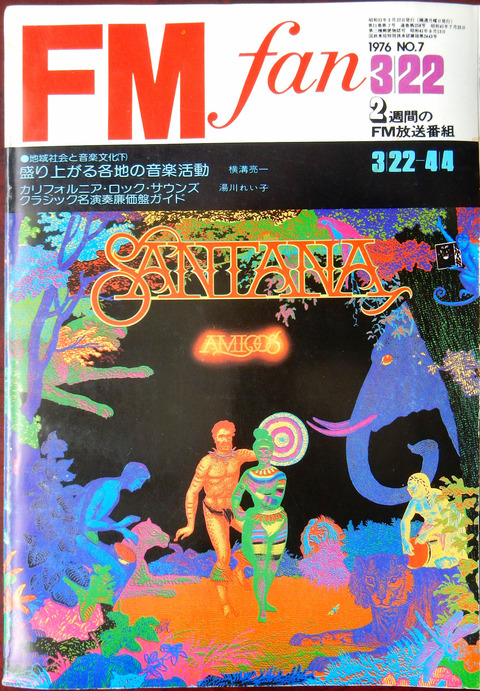 FM fan
1976 NO.7
3/22
2週間の
FM放送番組
3/22-4/4
●地域社会と音楽文化(下)
盛り上がる各地の音楽活動 横溝亮一
カリフォルニア・ロック・サウンズ 湯川れい子
クラシック名演奏廉価盤ガイド
SANTANA
AMIGOS